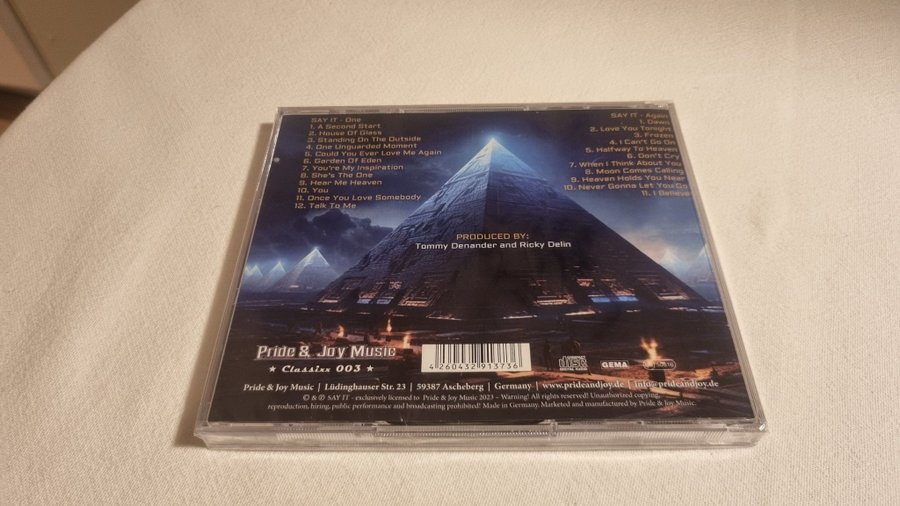 SAY IT - One
1. A Second Start
2. House Of Glass
3. Standing On The Outside
4. One Unguarded Moment
5. Could You Ever Love Me Again
6. Garden Of Eden
7. You're My Inspiration
8. She's The One
9. Hear Me Heaven
10. You
11. Once You Love Somebody
12. Talk To Me
SAY IT - Again
1. Dawn
2. Love You Tonight
3. Frozen
4. I Can't Go On
5. Halfway To Heaven
6. Don't Cry
7. When I Think About You
8. Moon Comes Calling
9. Heaven Holds You Near
10. Never Gonna Let You Go
11. I Believe
PRODUCED BY:
Tommy Denander and Ricky Delin
Pride & Joy Music
★ Classixx 003 ★
4 260432 913736
COMPACT disc DIGITAL AUDIO
GEMA
Pride & Joy Music | Lüdinghauser Str. 23 | 59387 Ascheberg | Germany | www.prideandjoy.de | info@prideandjoy.de
© & ℗ SAY IT - exclusively licensed to Pride & Joy Music 2023 – Warning! All rights reserved! Unauthorized copying,
reproduction, hiring, public performance and broadcasting prohibited! Made in Germany. Marketed and manufactured by Pride & Joy Music.